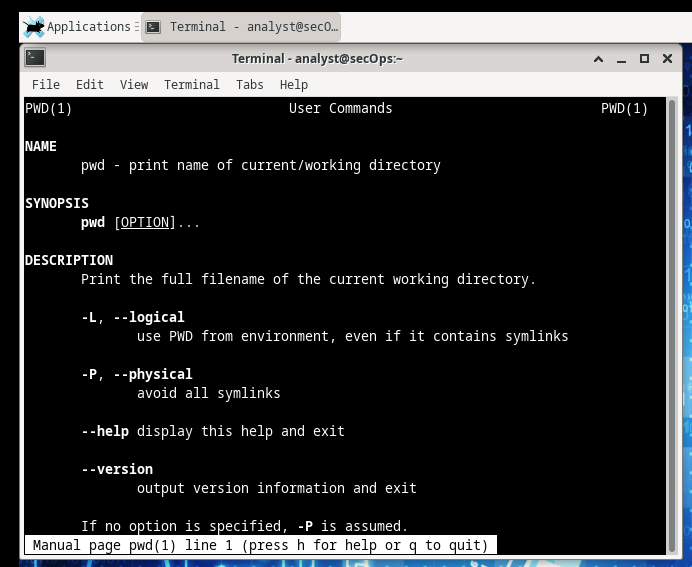 Applications Terminal - analyst@secO...
Terminal - analyst@secOps:~
File Edit View Terminal Tabs Help
PWD(1) User Commands PWD(1)
NAME
pwd - print name of current/working directory
SYNOPSIS
pwd [OPTION]...
DESCRIPTION
Print the full filename of the current working directory.
-L, --logical
use PWD from environment, even if it contains symlinks
-P, --physical
avoid all symlinks
--help display this help and exit
--version
output version information and exit
If no option is specified, -P is assumed.
Manual page pwd(1) line 1 (press h for help or q to quit)